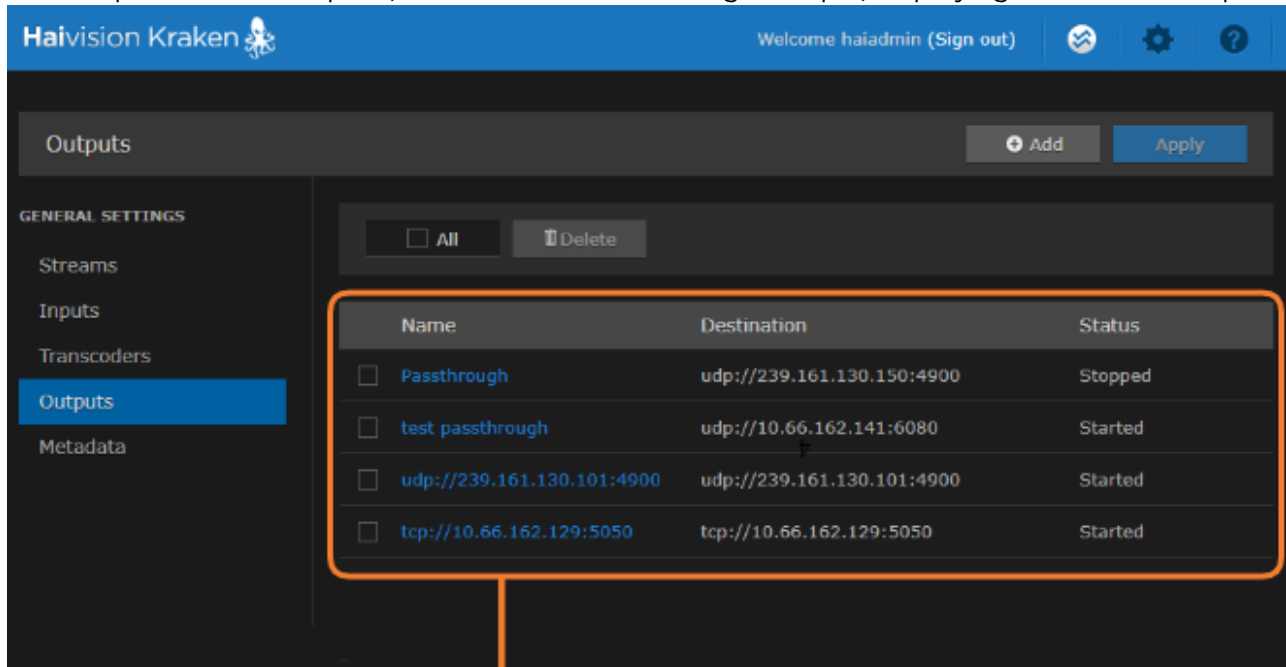 Haivision Kraken
Welcome haiadmin (Sign out)
Outputs
Add
Apply
GENERAL SETTINGS
Streams
Inputs
Transcoders
Outputs
Metadata
All
Delete
Name Destination Status
Passthrough udp://239.161.130.150:4900 Stopped
test passthrough udp://10.66.162.141:6080 Started
udp://239.161.130.101:4900 udp://239.161.130.101:4900 Started
tcp://10.66.162.129:5050 tcp://10.66.162.129:5050 Started